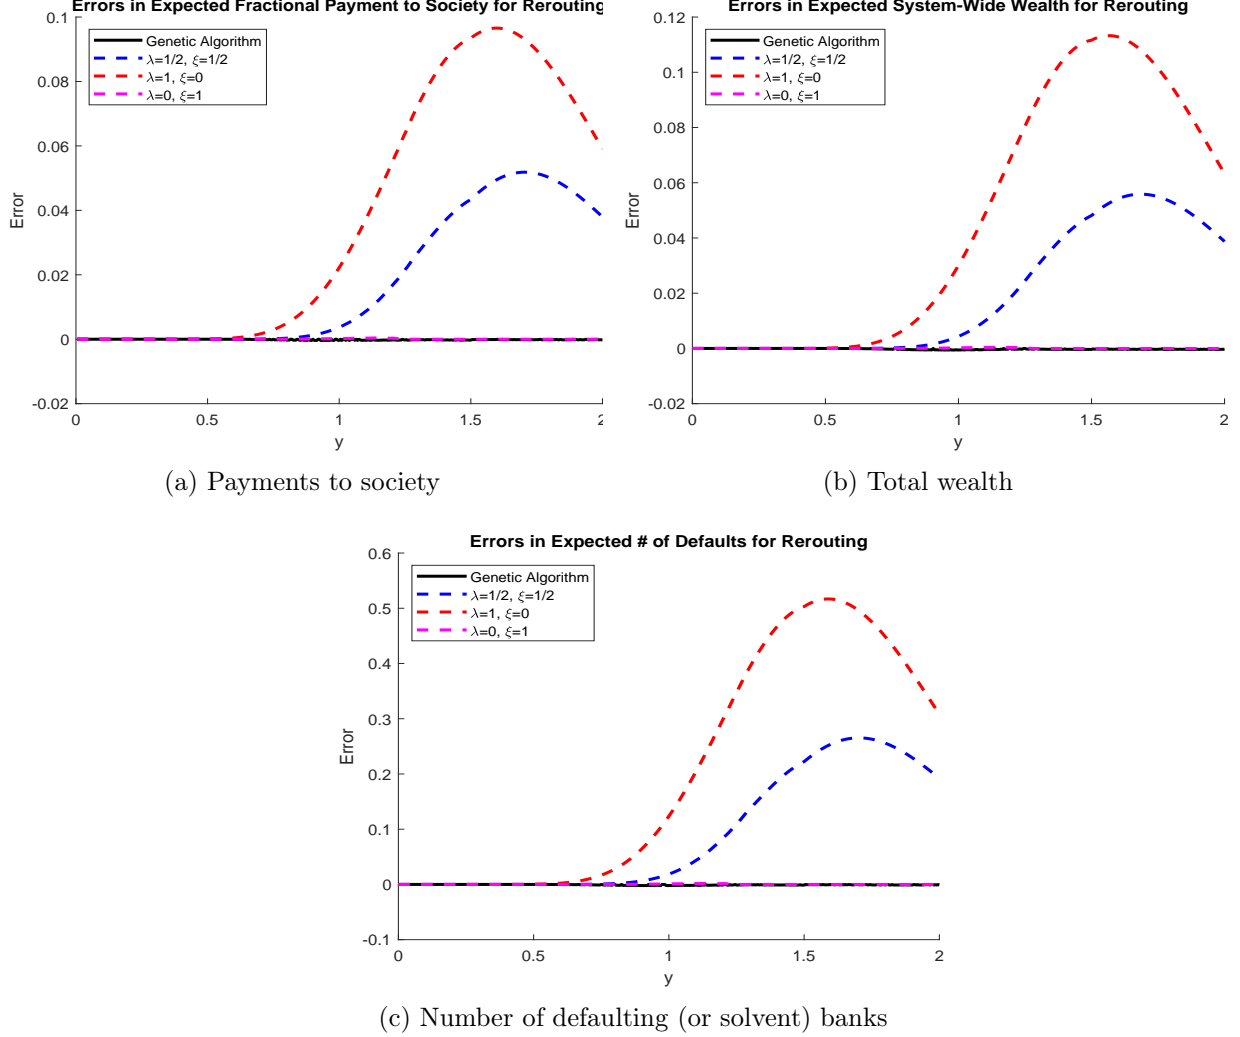 Errors in Expected Fractional Payment to Society for Rerouting
0.1
0.08
0.06
0.04
0.02
0
-0.02
Error
Genetic Algorithm
λ=1/2, ξ=1/2
λ=1, ξ=0
λ=0, ξ=1
0 0.5 1 1.5 2
y
(a) Payments to society
Errors in Expected System-Wide Wealth for Rerouting
0.12
0.1
0.08
0.06
0.04
0.02
0
-0.02
Error
Genetic Algorithm
λ=1/2, ξ=1/2
λ=1, ξ=0
λ=0, ξ=1
0 0.5 1 1.5 2
y
(b) Total wealth
Errors in Expected # of Defaults for Rerouting
0.6
0.5
0.4
0.3
0.2
0.1
0
-0.1
Error
Genetic Algorithm
λ=1/2, ξ=1/2
λ=1, ξ=0
λ=0, ξ=1
0 0.5 1 1.5 2
y
(c) Number of defaulting (or solvent) banks